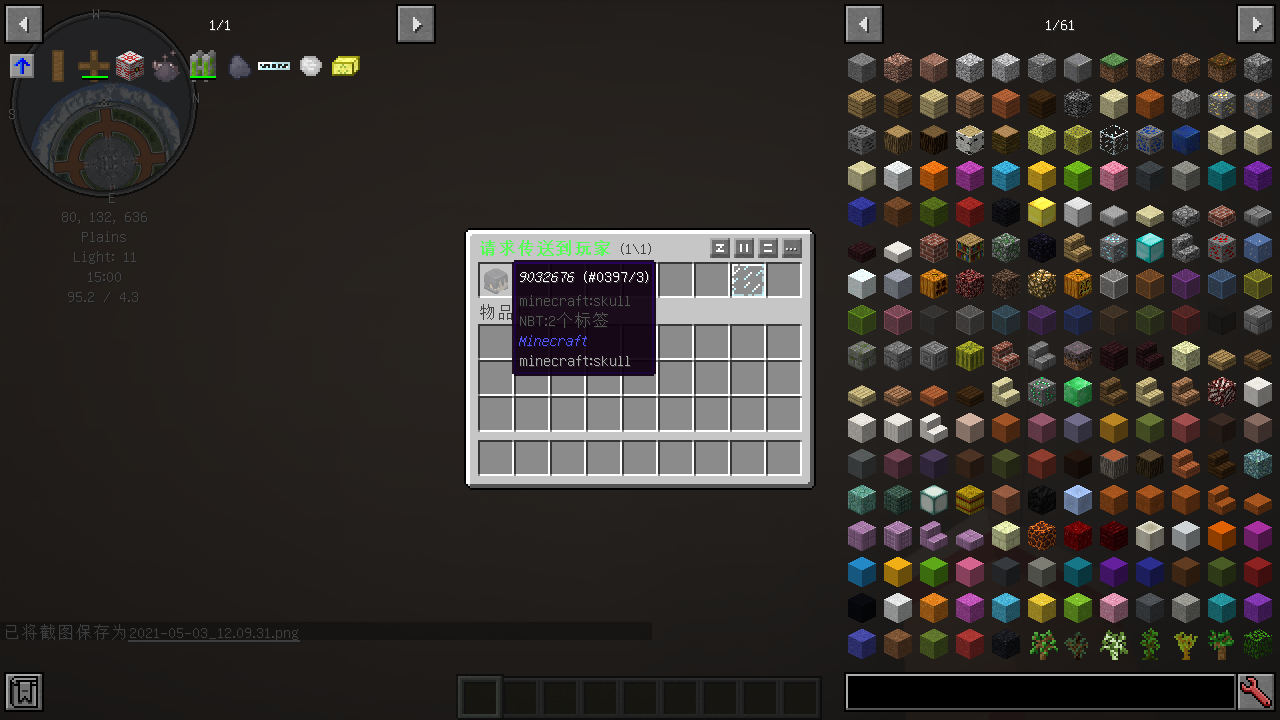 1/1
1/61
W
N
S
E
80, 132, 636
Plains
Light: 11
15:00
95.2 / 4.3
请求传送到玩家 (1\1)
9032676 (#0397/3)
minecraft:skull
NBT:2个标签
Minecraft
minecraft:skull
物品
已将截图保存为2021-05-03_12.09.31.png